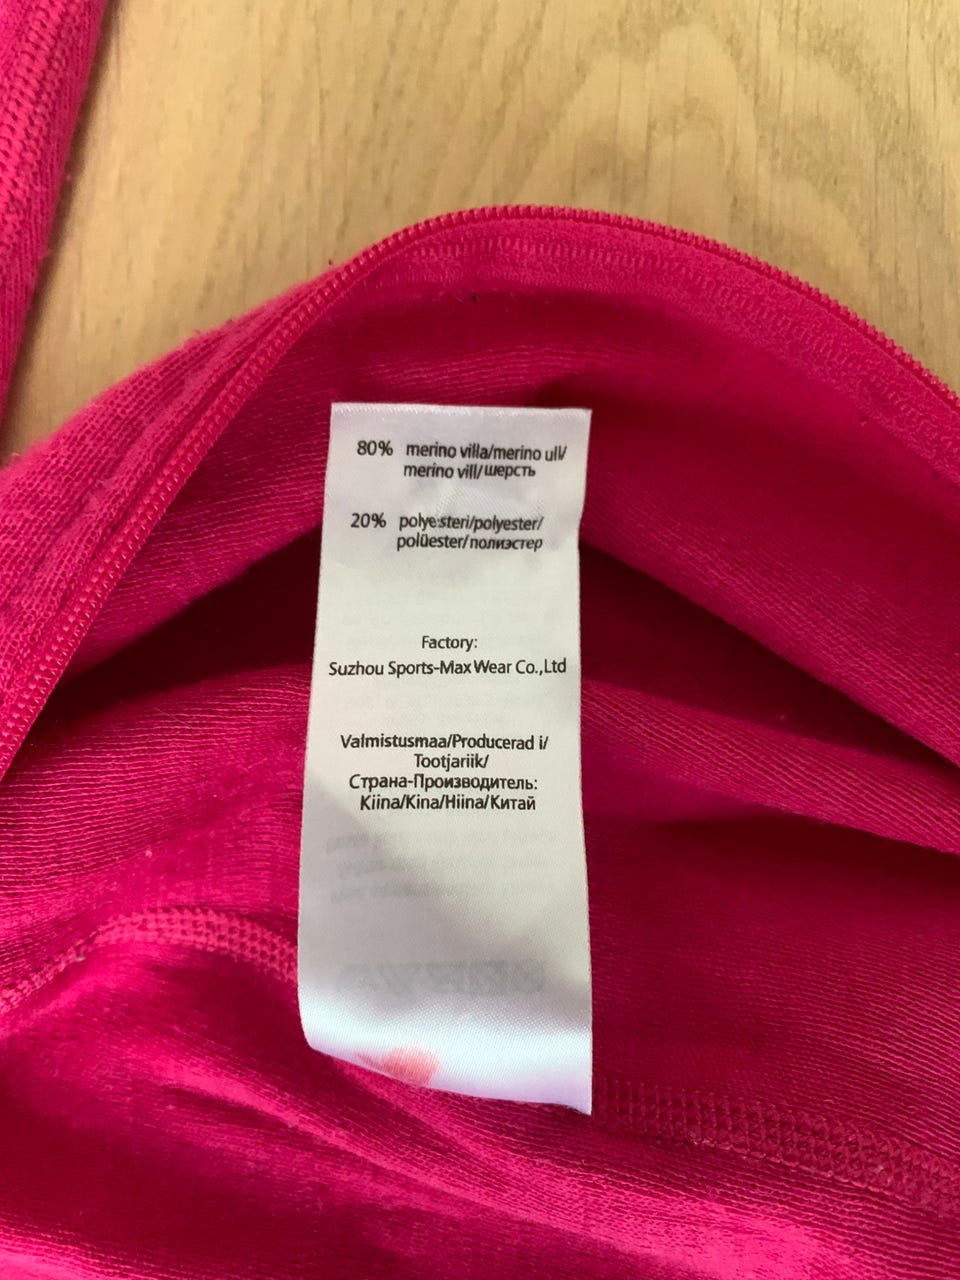 80% merino villa/merino ull/
merino vill/шерсть
20% polyesteri/polyester/
polüester/полиэстер
Factory:
Suzhou Sports-Max Wear Co.,Ltd
Valmistusmaa/Producerad i/
Tootjariik/
Страна-Производитель:
Kiina/Kina/Hiina/Китай